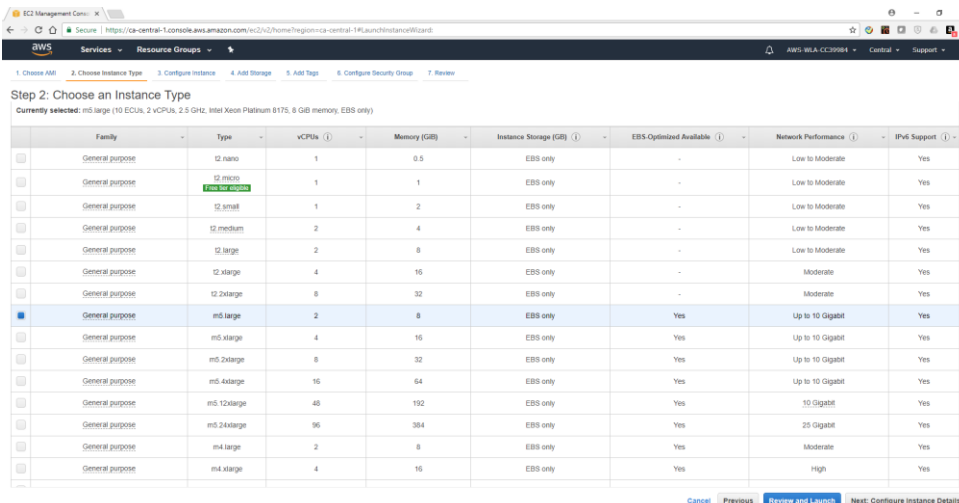 EC2 Management Consol
Secure | https://ca-central-1.console.aws.amazon.com/ec2/v2/home?region=ca-central-1#LaunchInstanceWizard:
aws Services Resource Groups AWS-WLA-CC39984 Central Support
1. Choose AMI 2. Choose Instance Type 3. Configure Instance 4. Add Storage 5. Add Tags 6. Configure Security Group 7. Review
Step 2: Choose an Instance Type
Currently selected: m5.large (10 ECUs, 2 vCPUs, 2.5 GHz, Intel Xeon Platinum 8175, 8 GiB memory, EBS only)
Family Type vCPUs Memory (GiB) Instance Storage (GB) EBS-Optimized Available Network Performance IPv6 Support
General purpose t2.nano 1 0.5 EBS only - Low to Moderate Yes
General purpose t2.micro 1 1 EBS only - Low to Moderate Yes
Free tier eligible
General purpose t2.small 1 2 EBS only - Low to Moderate Yes
General purpose t2.medium 2 4 EBS only - Low to Moderate Yes
General purpose t2.large 2 8 EBS only - Low to Moderate Yes
General purpose t2.xlarge 4 16 EBS only - Moderate Yes
General purpose t2.2xlarge 8 32 EBS only - Moderate Yes
General purpose m5.large 2 8 EBS only Yes Up to 10 Gigabit Yes
General purpose m5.xlarge 4 16 EBS only Yes Up to 10 Gigabit Yes
General purpose m5.2xlarge 8 32 EBS only Yes Up to 10 Gigabit Yes
General purpose m5.4xlarge 16 64 EBS only Yes Up to 10 Gigabit Yes
General purpose m5.12xlarge 48 192 EBS only Yes 10 Gigabit Yes
General purpose m5.24xlarge 96 384 EBS only Yes 25 Gigabit Yes
General purpose m4.large 2 8 EBS only Yes Moderate Yes
General purpose m4.xlarge 4 16 EBS only Yes High Yes
Cancel Previous Review and Launch Next: Configure Instance Details